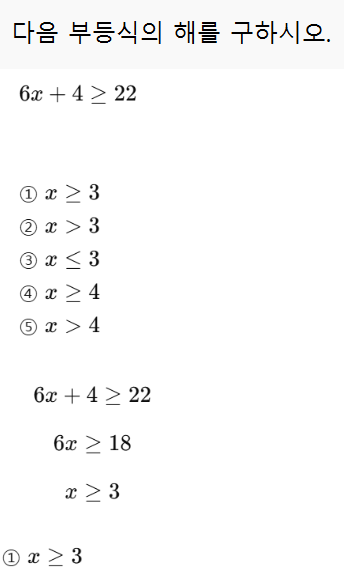 다음 부등식의 해를 구하시오.
6x + 4 ≥ 22
① x ≥ 3
② x > 3
③ x ≤ 3
④ x ≥ 4
⑤ x > 4
6x + 4 ≥ 22
6x ≥ 18
x ≥ 3
① x ≥ 3